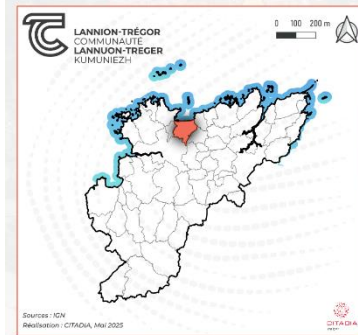 LANNION-TRÉGOR
COMMUNAUTÉ
LANNUON-TREGER
KUMUNIEZH
0 100 200 m
Sources : IGN
Réalisation : CITADIA, Mai 2025
CITADIA